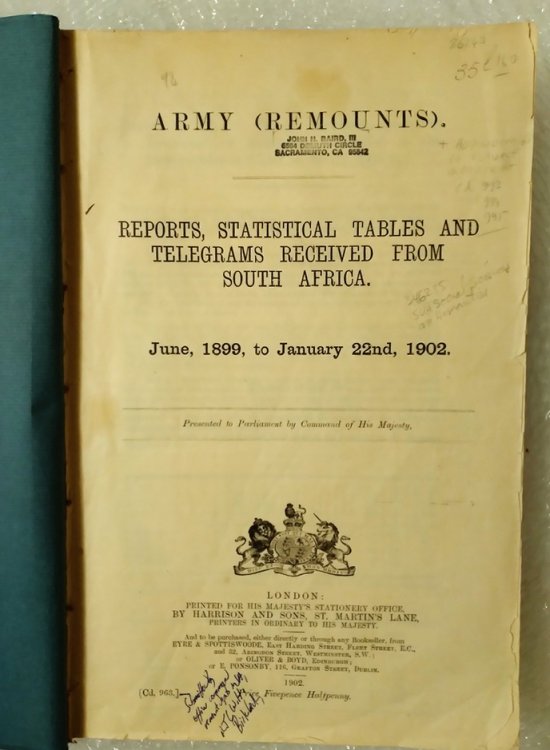 96
35
ARMY (REMOUNTS).
JOHN H. BAIRD, III
SACRAMENTO, CA 95842
REPORTS, STATISTICAL TABLES AND
TELEGRAMS RECEIVED FROM
SOUTH AFRICA.
June, 1899, to January 22nd, 1902.
Presented to Parliament by Command of His Majesty.
LONDON:
PRINTED FOR HIS MAJESTY'S STATIONERY OFFICE,
BY HARRISON AND SONS, ST. MARTIN'S LANE,
PRINTERS IN ORDINARY TO HIS MAJESTY.
And to be purchased, either directly or through any Bookseller, from
EYRE & SPOTTISWOODE, EAST HARDING STREET, FLEET STREET, E.C.,
and 32, ABINGDON STREET, WESTMINSTER, S.W.;
or OLIVER & BOYD, EDINBURGH;
or E. PONSONBY, 116, GRAFTON STREET, DUBLIN.
1902.
[Cd. 963.] Fivepence Halfpenny.